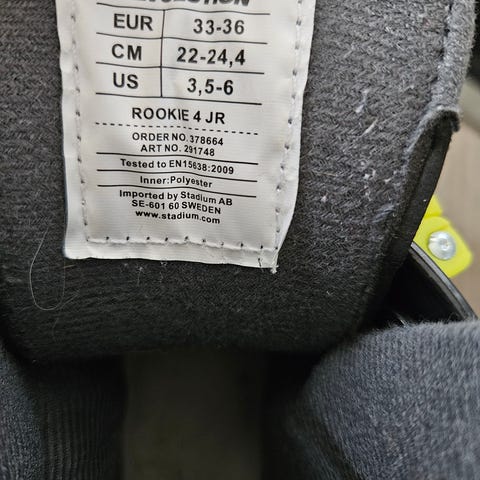 EUR 33-36
CM 22-24,4
US 3,5-6
ROOKIE 4 JR
ORDER NO. 378664
ART NO. 291748
Tested to EN15638:2009
Inner:Polyester
Imported by Stadium AB
SE-601 60 SWEDEN
www.stadium.com